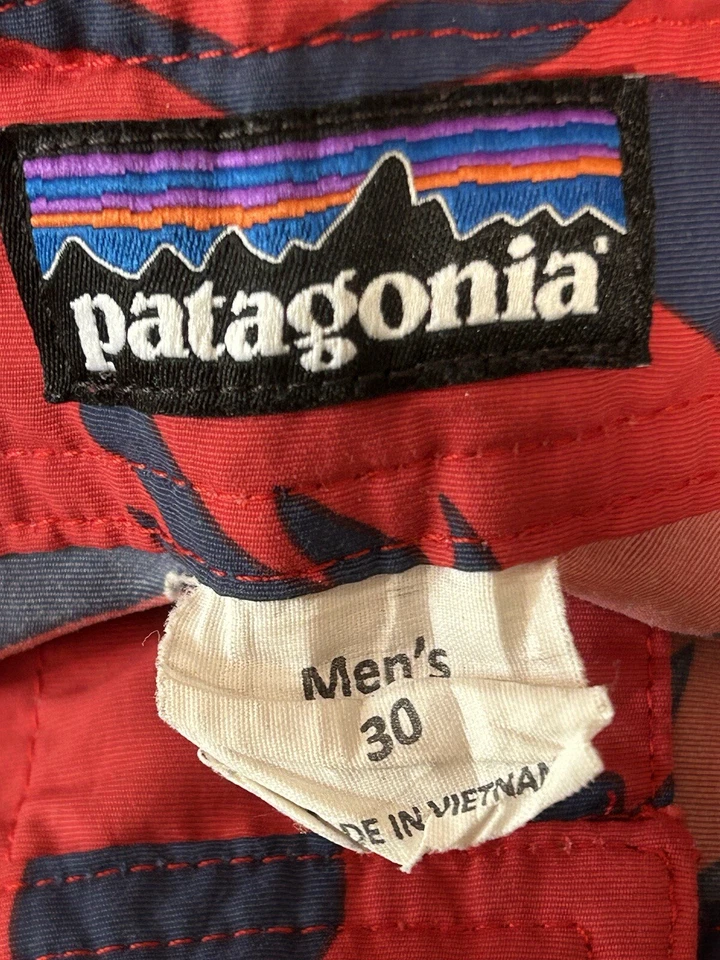 patagonia
Men's
30
DE IN VIETNAM